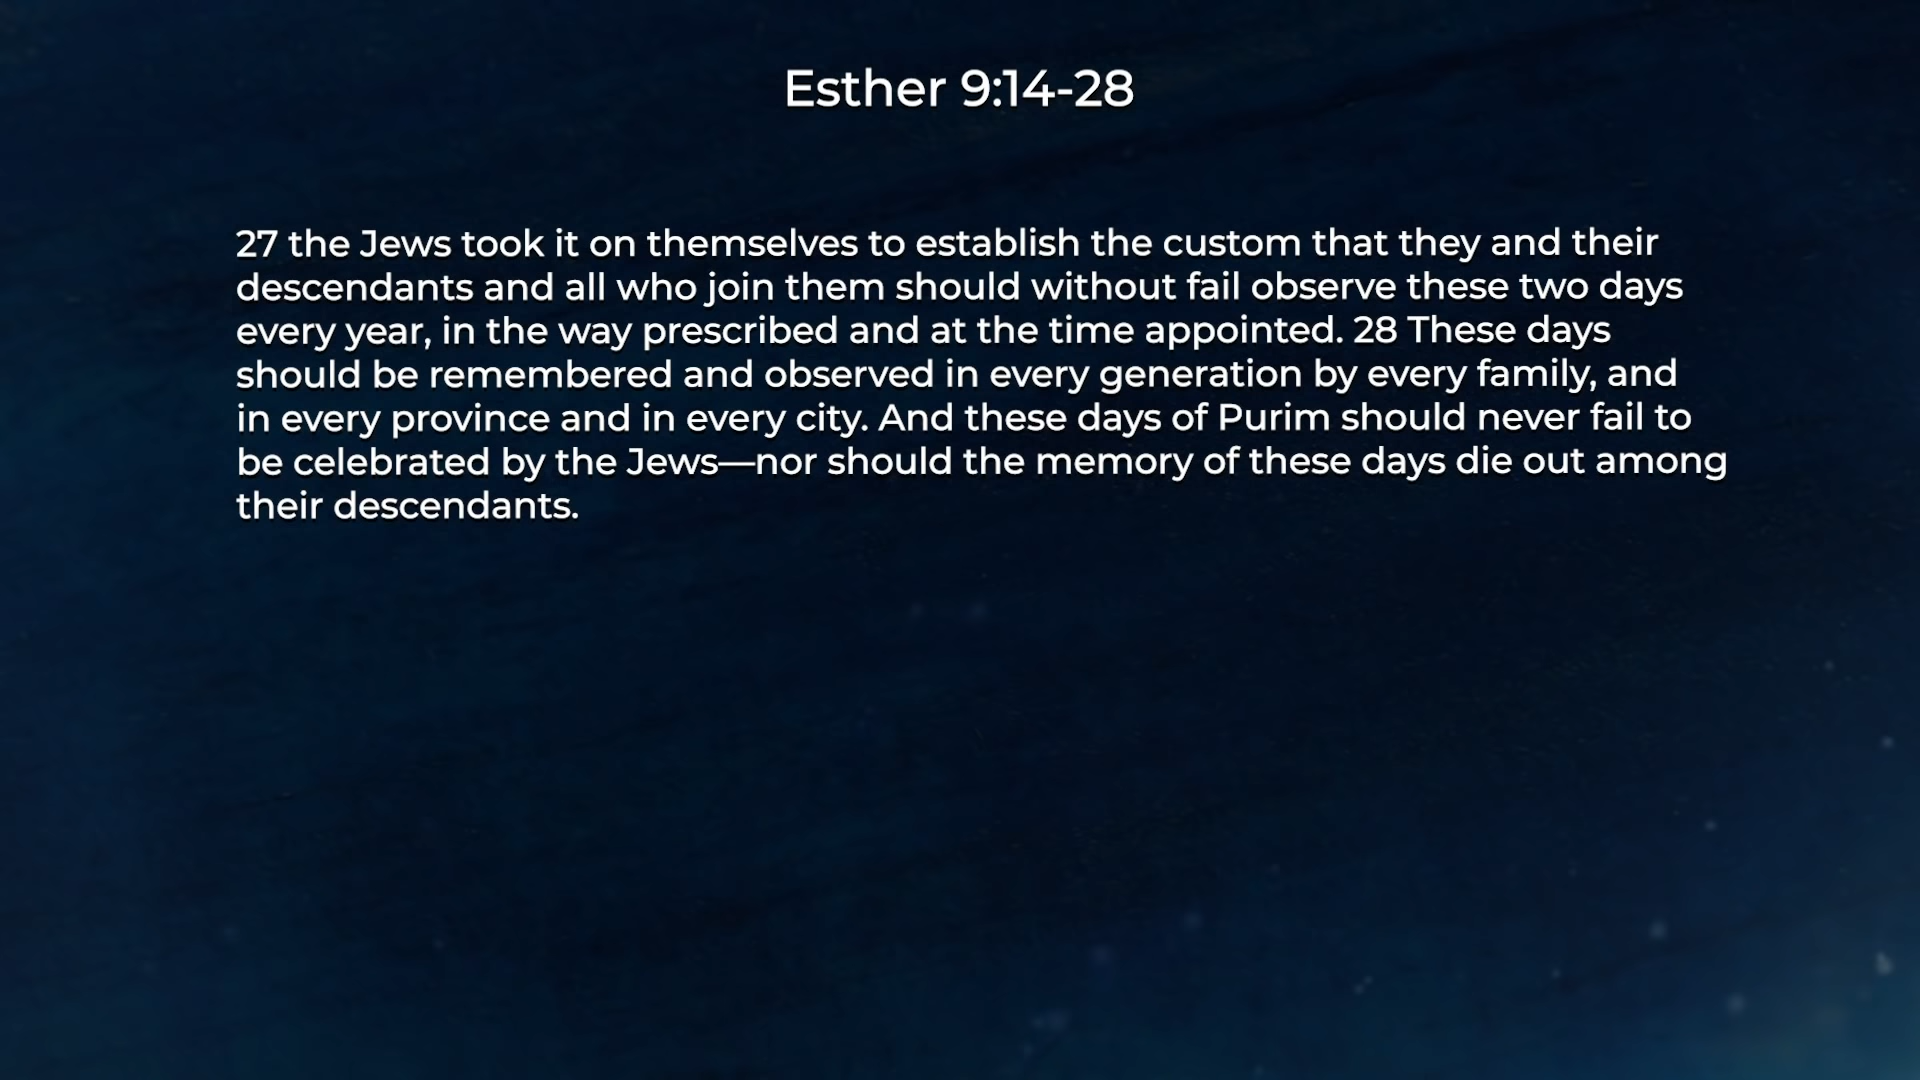 Esther 9:14-28
27 the Jews took it on themselves to establish the custom that they and their
descendants and all who join them should without fail observe these two days
every year, in the way prescribed and at the time appointed. 28 These days
should be remembered and observed in every generation by every family, and
in every province and in every city. And these days of Purim should never fail to
be celebrated by the Jews—nor should the memory of these days die out among
their descendants.